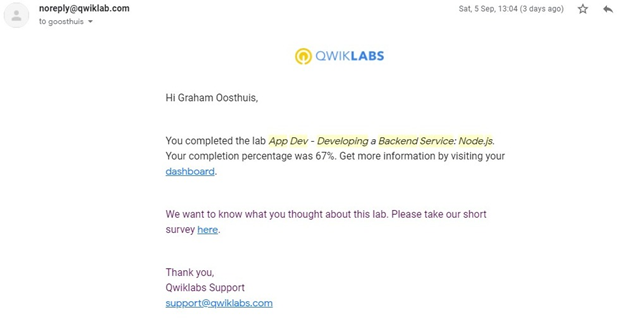 noreply@qwiklab.com
Sat, 5 Sep, 13:04 (3 days ago)
to goosthuis
QWIKLABS
Hi Graham Oosthuis,
You completed the lab App Dev - Developing a Backend Service: Node.js.
Your completion percentage was 67%. Get more information by visiting your
dashboard.
We want to know what you thought about this lab. Please take our short
survey here.
Thank you,
Qwiklabs Support
support@qwiklabs.com